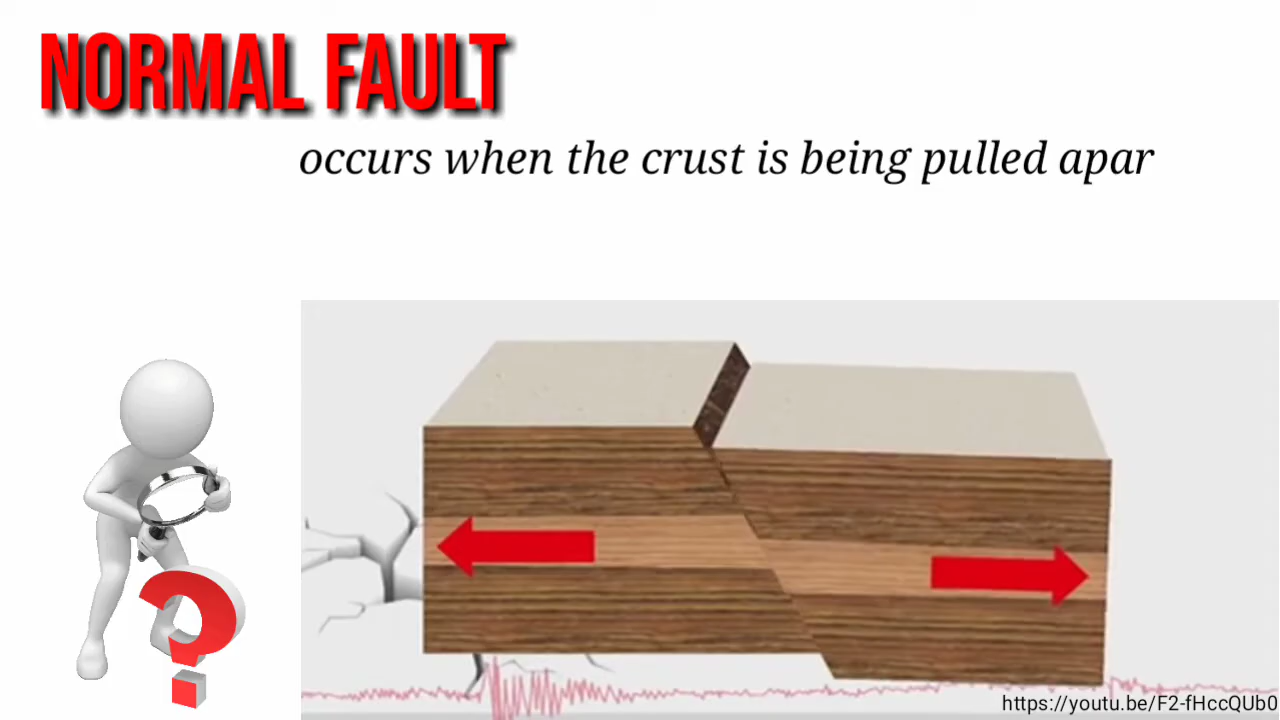 NORMAL FAULT
occurs when the crust is being pulled apar
https://youtu.be/F2-fHccQUb0